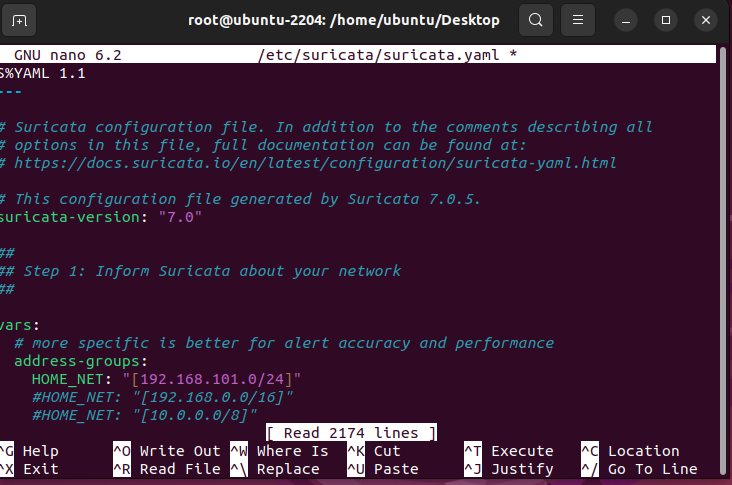 root@ubuntu-2204: /home/ubuntu/Desktop
GNU nano 6.2 /etc/suricata/suricata.yaml *
S%YAML 1.1
---
# Suricata configuration file. In addition to the comments describing all
# options in this file, full documentation can be found at:
# https://docs.suricata.io/en/latest/configuration/suricata-yaml.html
# This configuration file generated by Suricata 7.0.5.
suricata-version: "7.0"
##
## Step 1: Inform Suricata about your network
##
vars:
# more specific is better for alert accuracy and performance
address-groups:
HOME_NET: "[192.168.101.0/24]"
#HOME_NET: "[192.168.0.0/16]"
#HOME_NET: "[10.0.0.0/8]"
[ Read 2174 lines ]
^G Help ^O Write Out ^W Where Is ^K Cut ^T Execute ^C Location
^X Exit ^R Read File ^\ Replace ^U Paste ^J Justify ^/ Go To Line